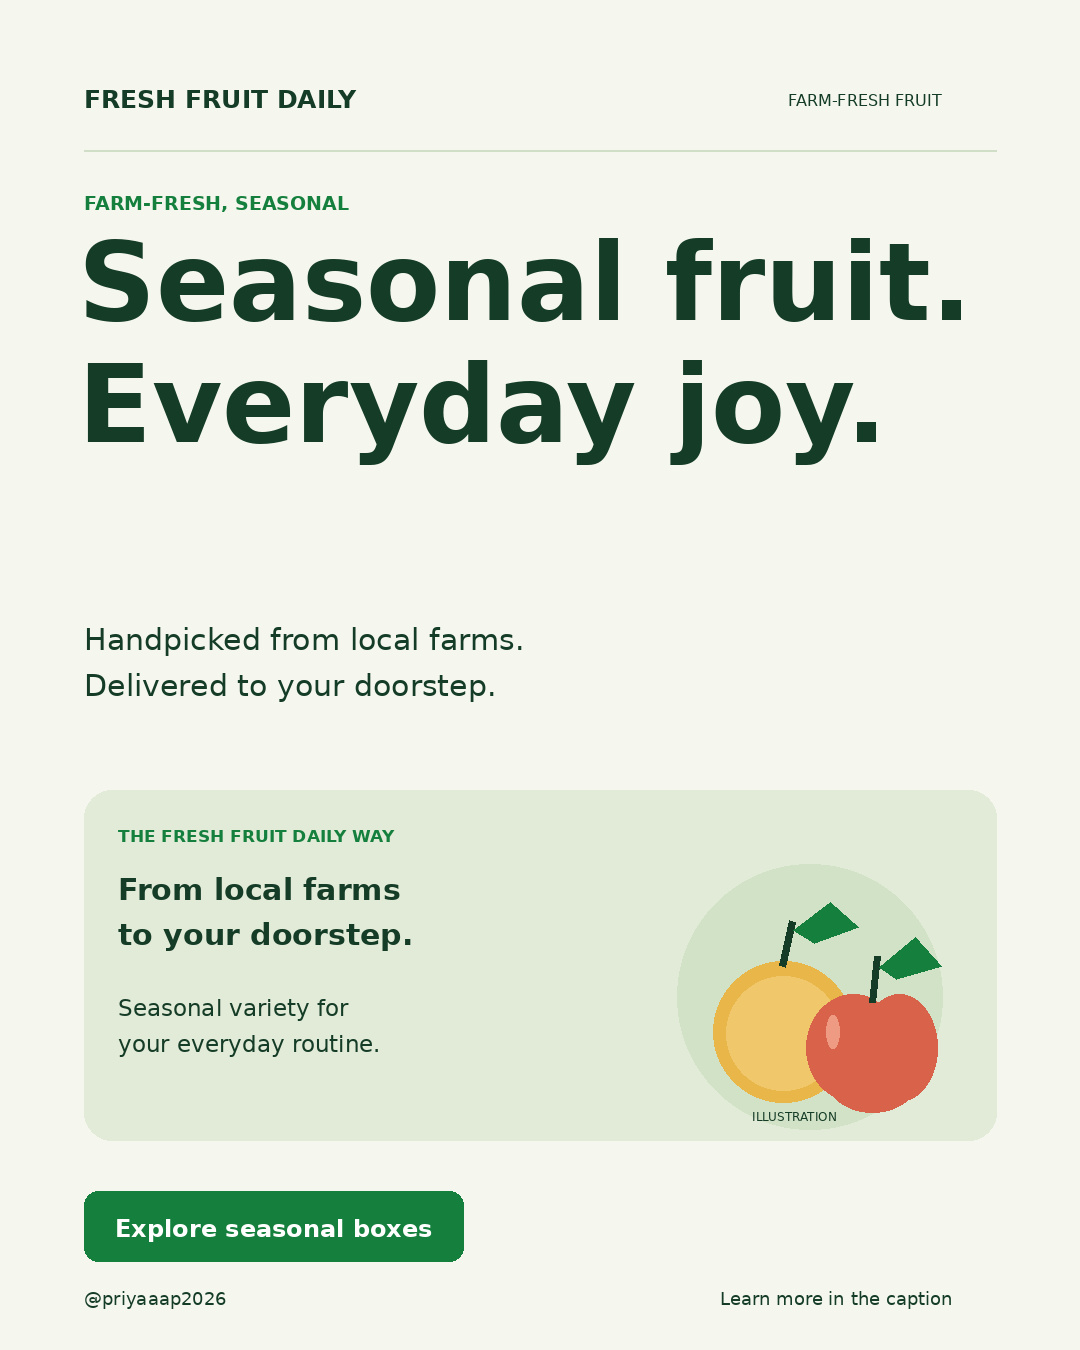 FRESH FRUIT DAILY
FARM-FRESH FRUIT
FARM-FRESH, SEASONAL
Seasonal fruit.
Everyday joy.
Handpicked from local farms.
Delivered to your doorstep.
THE FRESH FRUIT DAILY WAY
From local farms
to your doorstep.
Seasonal variety for
your everyday routine.
ILLUSTRATION
Explore seasonal boxes
@priyaaap2026
Learn more in the caption